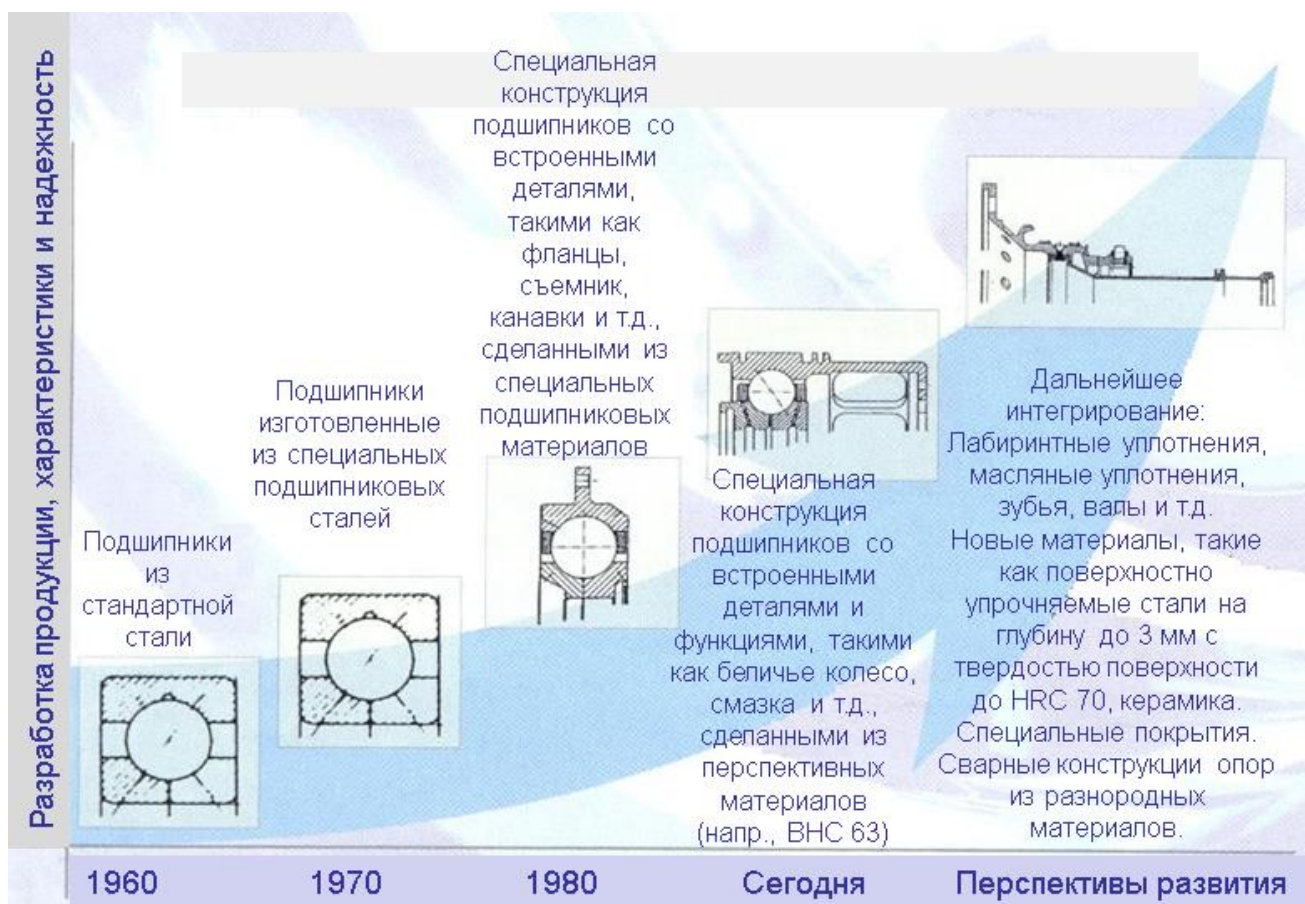 Разработка продукции, характеристики и надежность
Подшипники
из
стандартной
стали
Подшипники
изготовленные
из специальных
подшипниковых
сталей
Специальная
конструкция
подшипников со
встроенными
деталями,
такими как
фланцы,
съемник,
канавки и т.д.,
сделанными из
специальных
подшипниковых
материалов
Специальная
конструкция
подшипников со
встроенными
деталями и
функциями, такими
как беличье колесо,
смазка и т.д.,
сделанными из
перспективных
материалов
(напр., ВНС 63)
Дальнейшее
интегрирование:
Лабиринтные уплотнения,
масляные уплотнения,
зубья, валы и т.д.
Новые материалы, такие
как поверхностно
упрочняемые стали на
глубину до 3 мм с
твердостью поверхности
до HRC 70, керамика.
Специальные покрытия.
Сварные конструкции опор
из разнородных
материалов.
1960
1970
1980
Сегодня
Перспективы развития